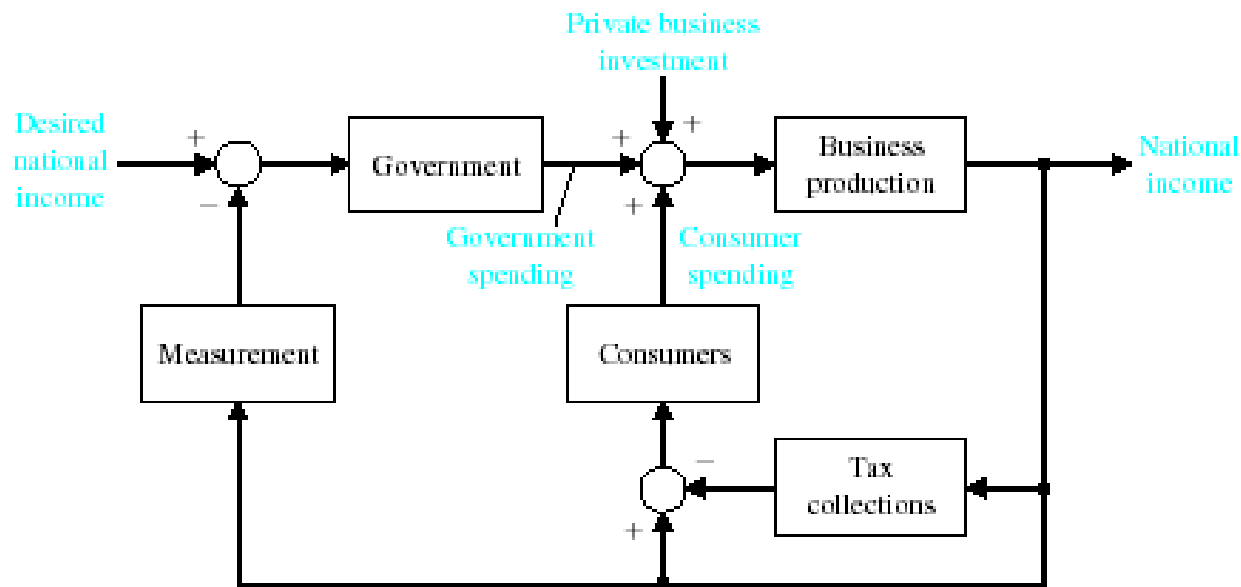 Private business
investment
Desired
national
income
+
−
Government
+
+
+
Business
production
National
income
Government
spending
Consumer
spending
Measurement
Consumers
−
+
Tax
collections